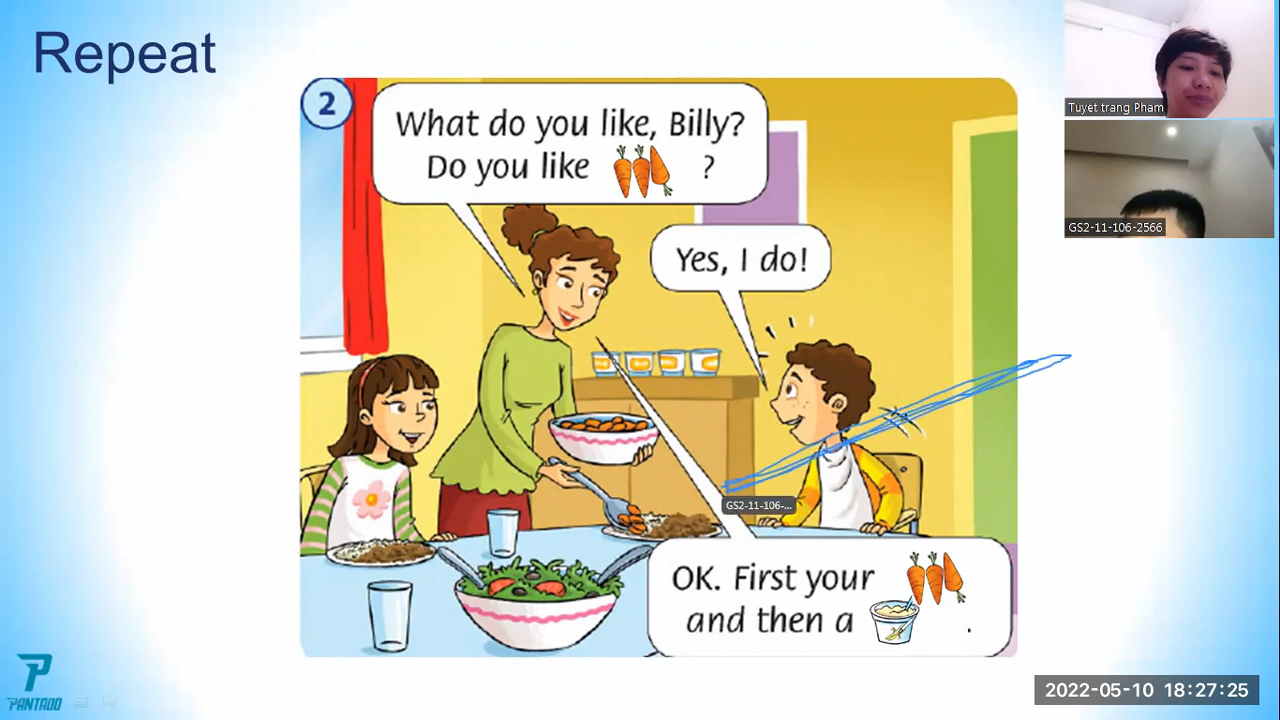 Repeat
2
What do you like, Billy?
Do you like ?
Yes, I do!
OK. First your
and then a .
Tuyet trang Pham
GS2-11-106-2566
GS2-11-106-...
PANTADO
2022-05-10 18:27:25